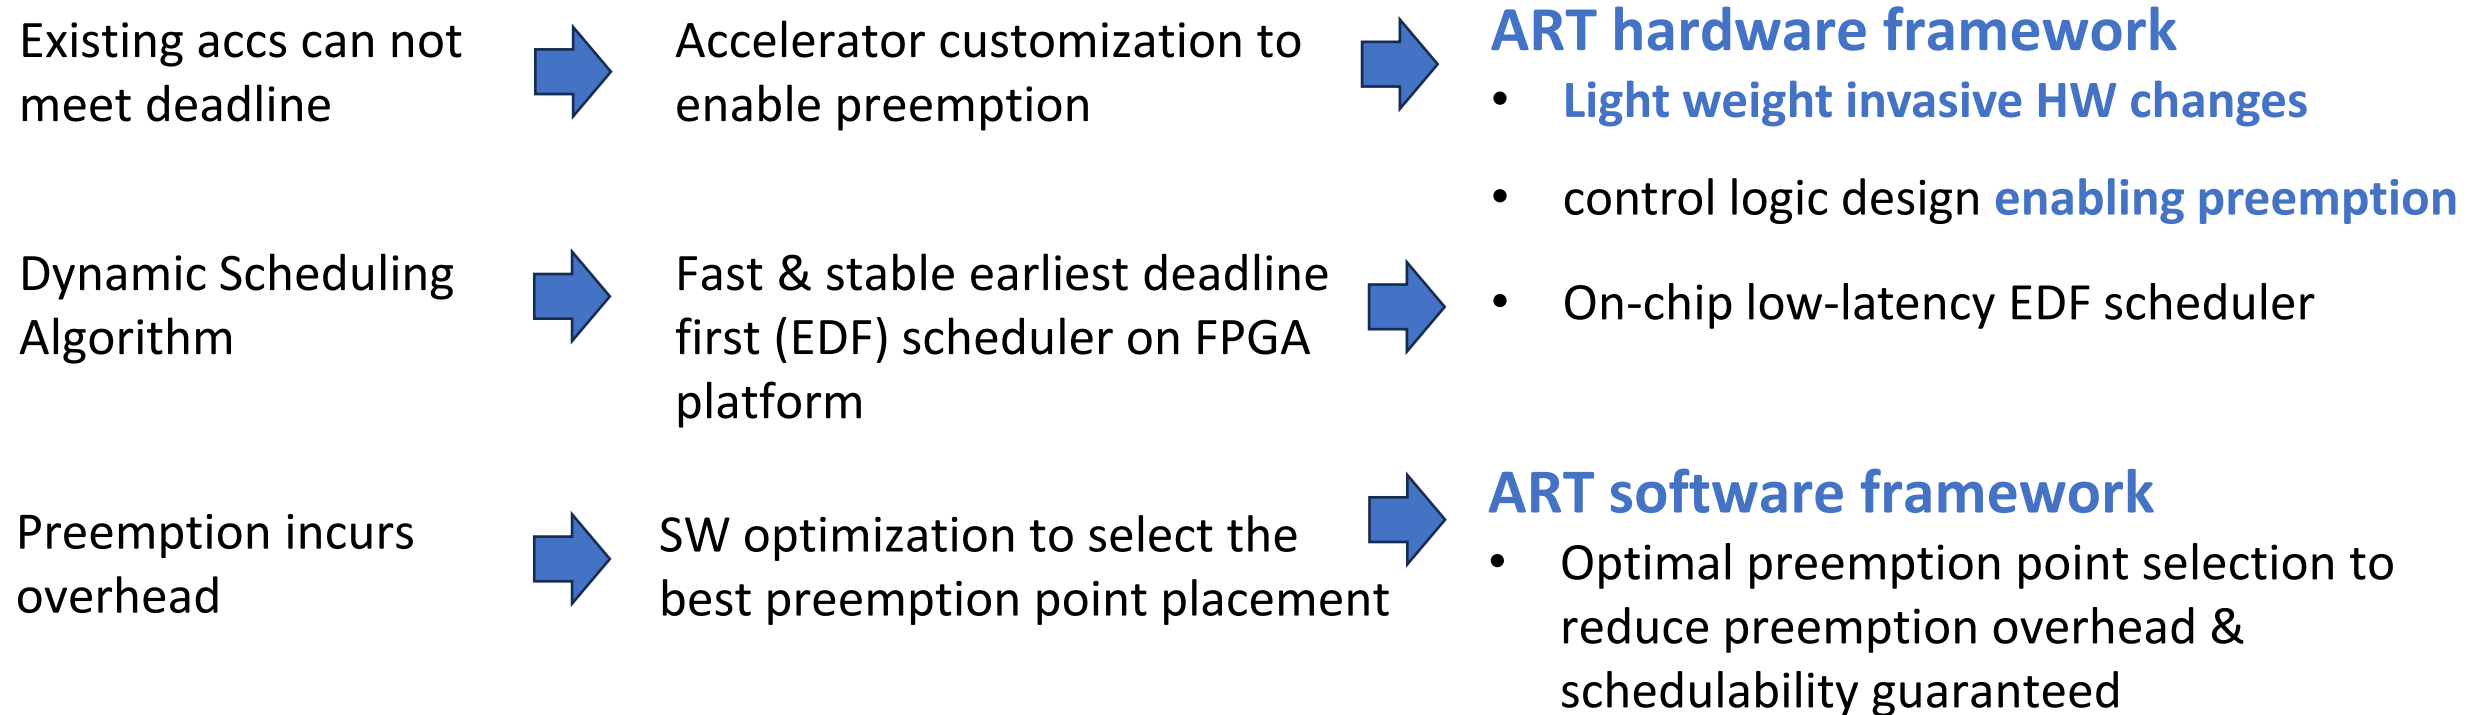 Existing accs can not
meet deadline
Accelerator customization to
enable preemption
ART hardware framework
• Light weight invasive HW changes
• control logic design enabling preemption
• On-chip low-latency EDF scheduler
Dynamic Scheduling
Algorithm
Fast & stable earliest deadline
first (EDF) scheduler on FPGA
platform
Preemption incurs
overhead
SW optimization to select the
best preemption point placement
ART software framework
• Optimal preemption point selection to
reduce preemption overhead &
schedulability guaranteed